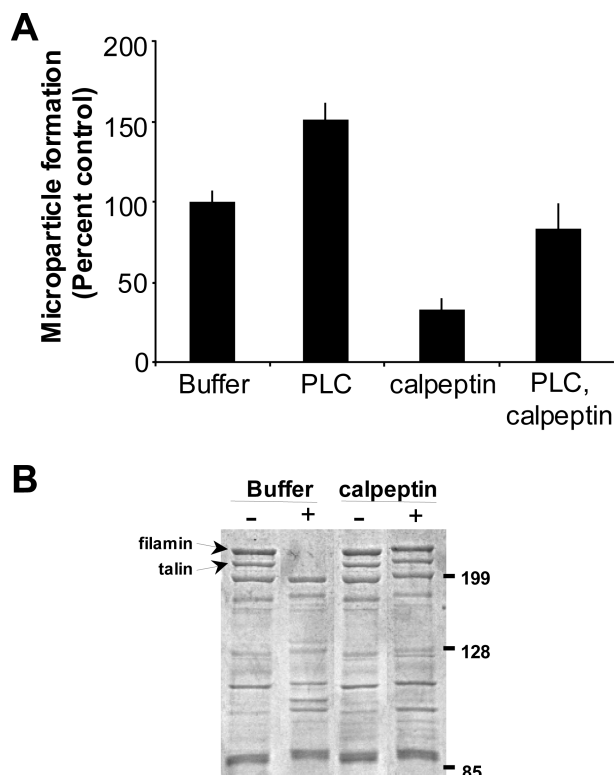 A
Microparticle formation
(Percent control)
200
150
100
50
0
Buffer
PLC
calpeptin
PLC,
calpeptin
B
Buffer calpeptin
- + - +
filamin
talin
199
128
85